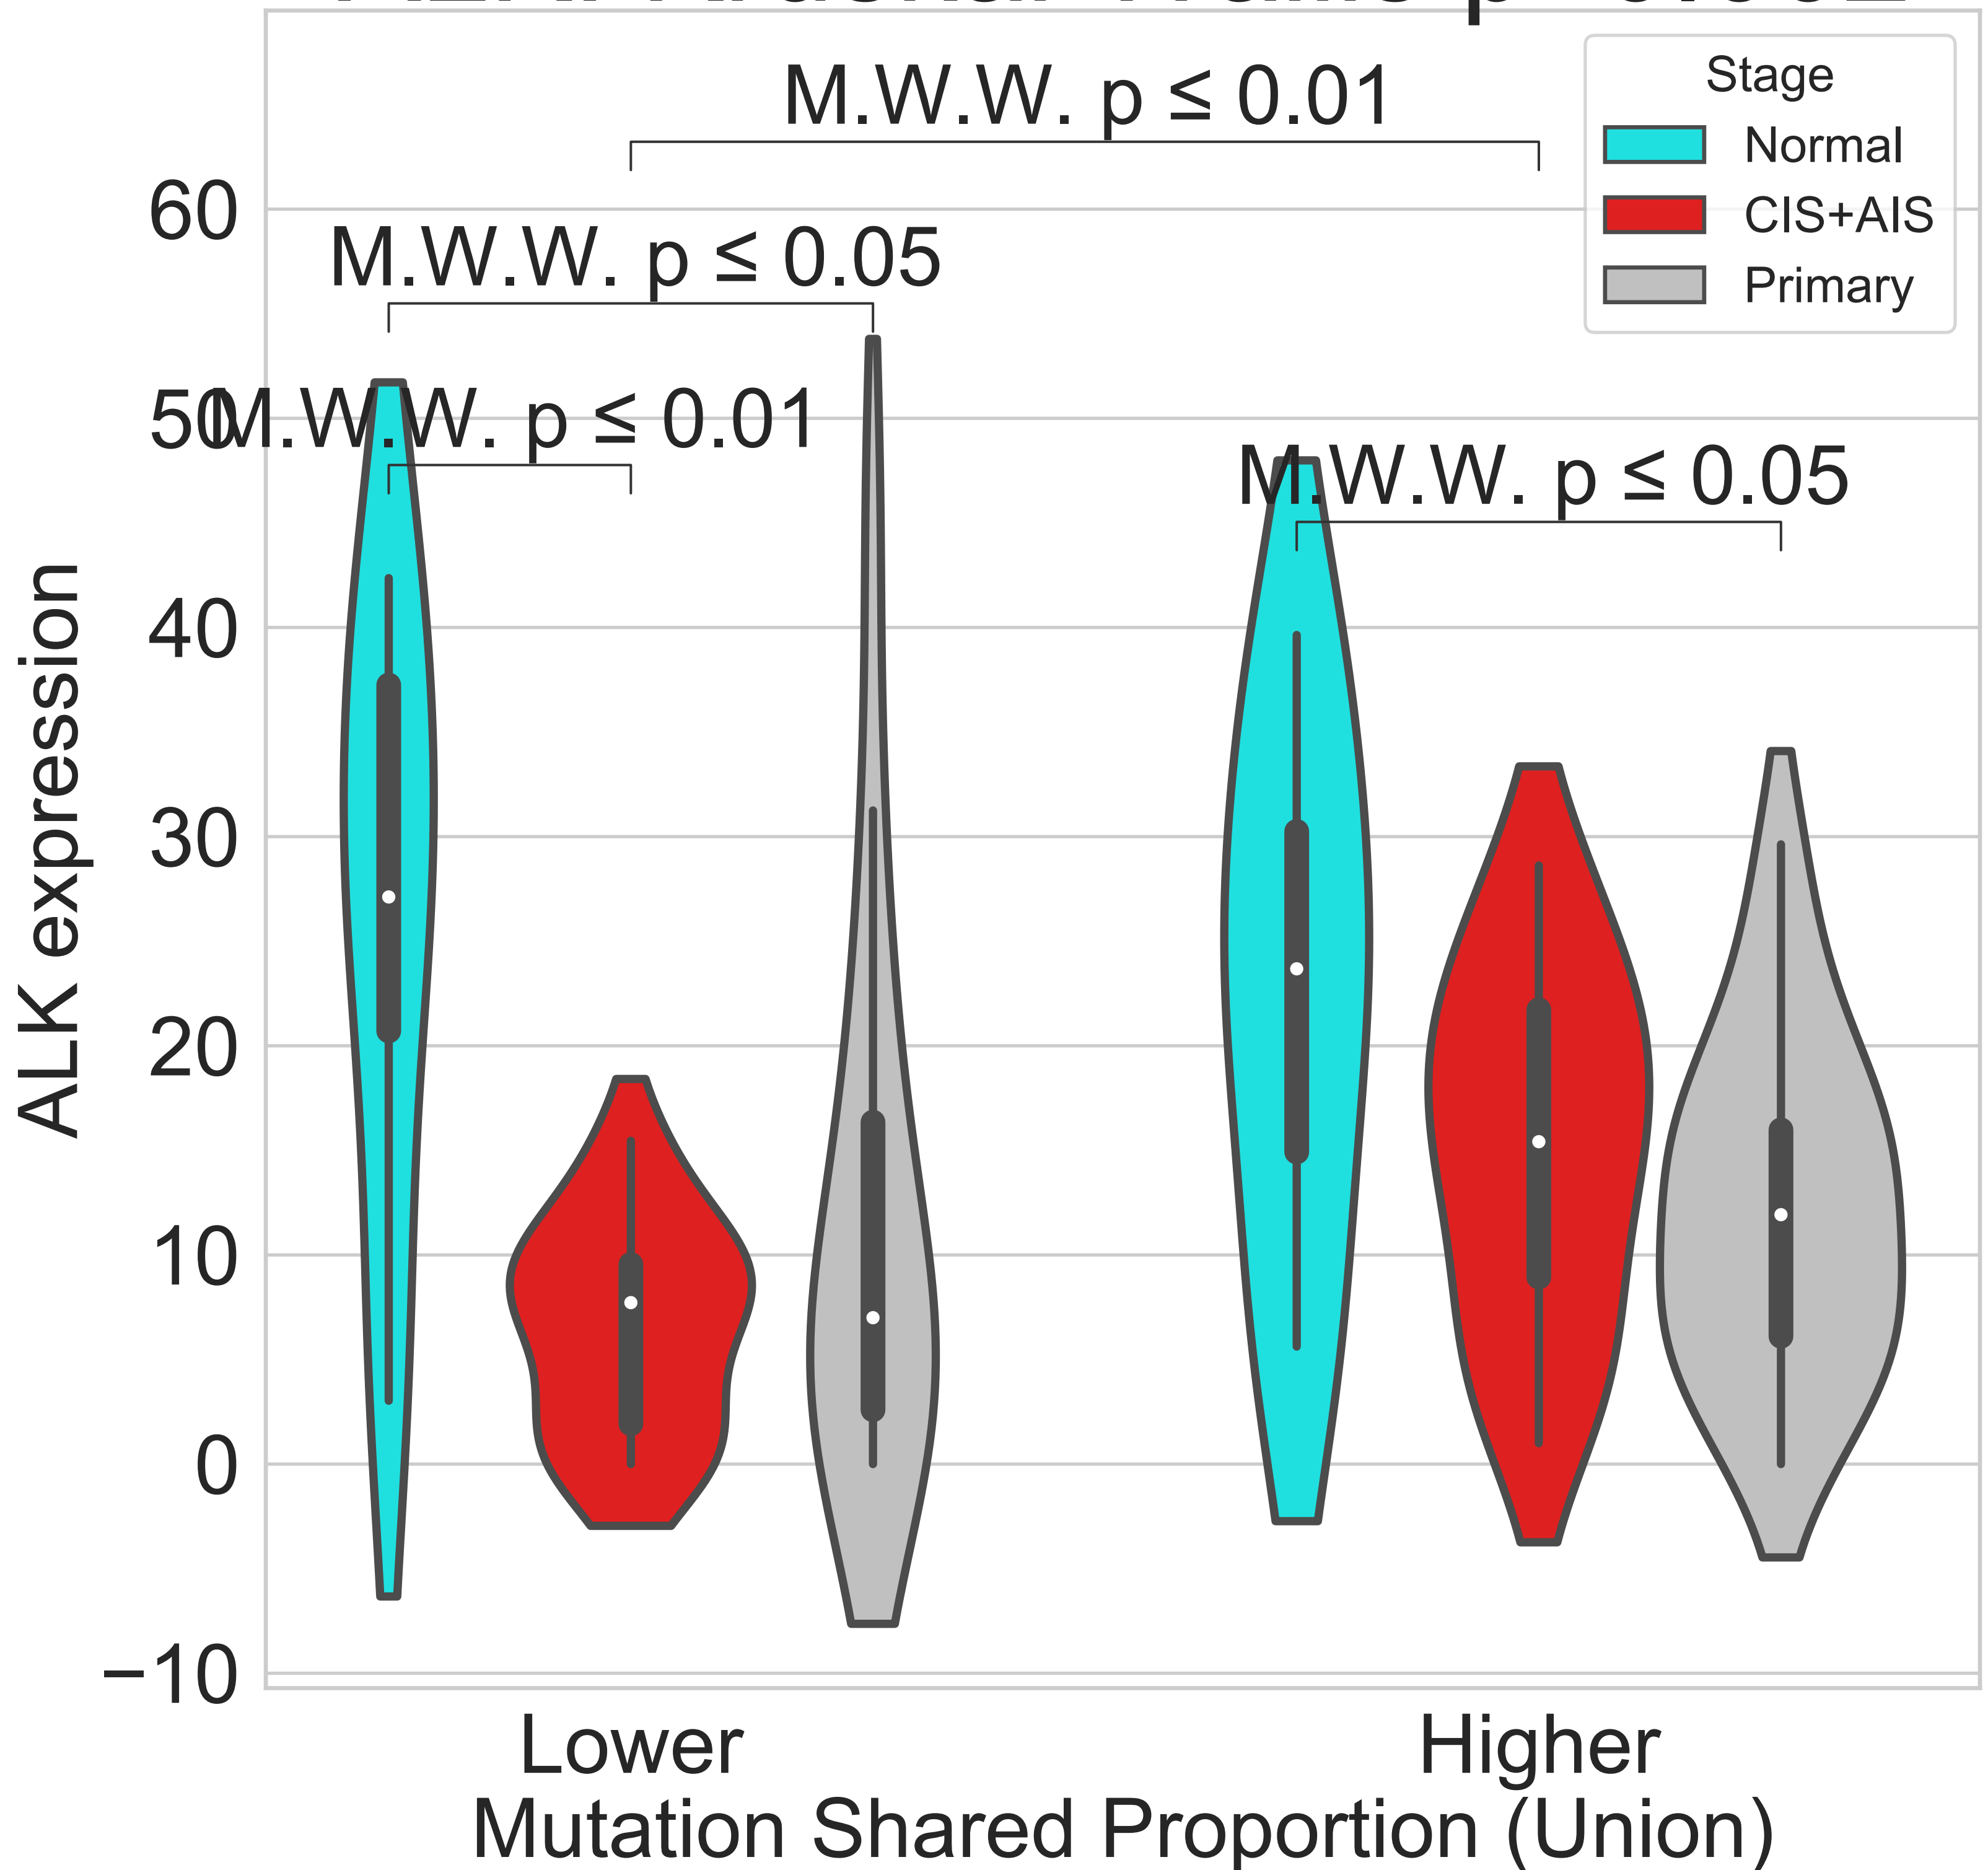 M.W.W. p ≤ 0.01
Stage
Normal
CIS+AIS
Primary
M.W.W. p ≤ 0.05
M.W.W. p ≤ 0.01
M.W.W. p ≤ 0.05
60
50
40
30
20
10
0
−10
ALK expression
Lower
Higher
Mutation Shared Proportion (Union)